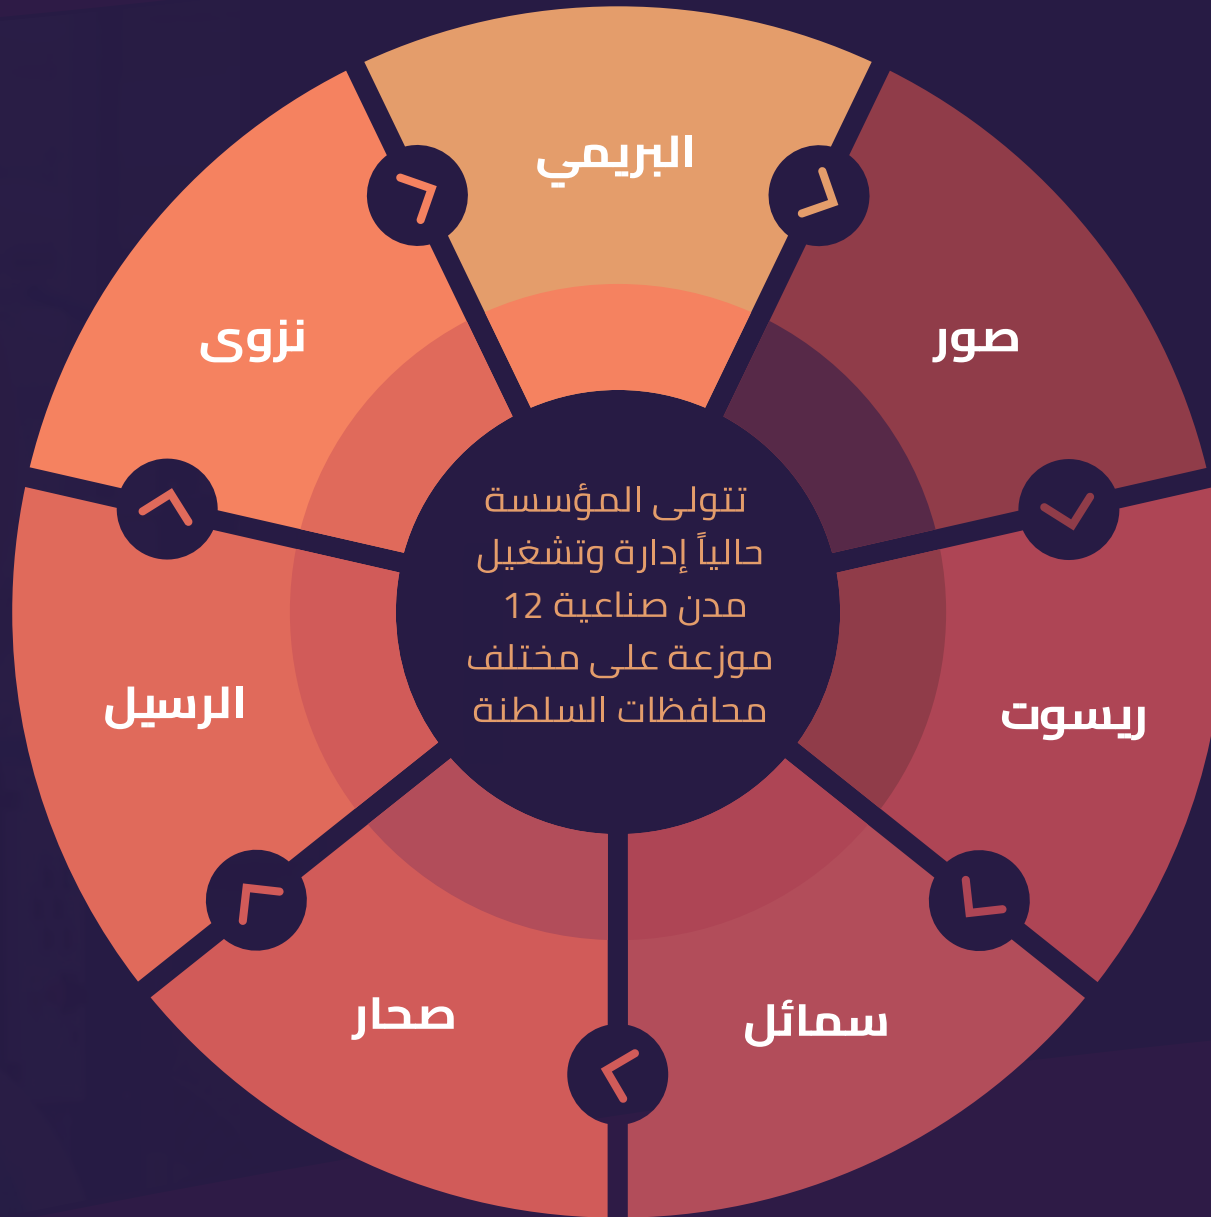 البريمي
صور
ريسوت
سمائل
صحار
الرسيل
نزوى
تتولى المؤسسة
حالياً إدارة وتشغيل
مدن صناعية 12
موزعة على مختلف
محافظات السلطنة